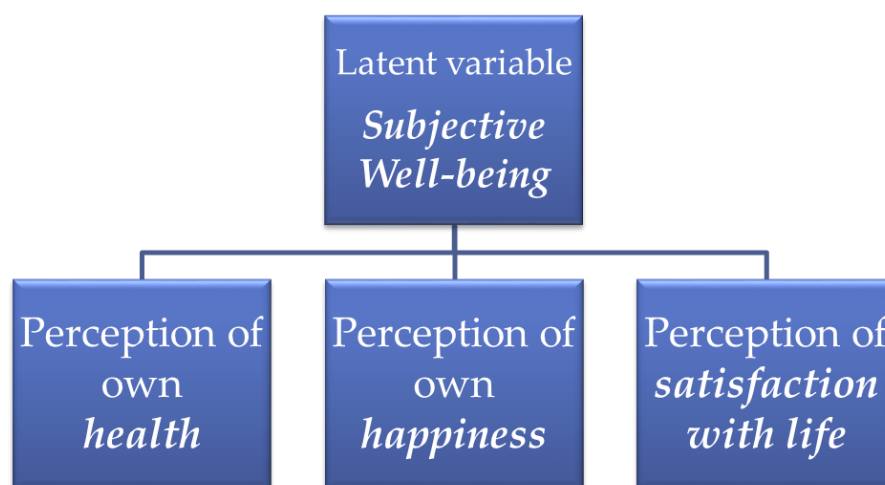 Latent variable
Subjective
Well-being
Perception of
own
health
Perception of
own
happiness
Perception of
satisfaction
with life